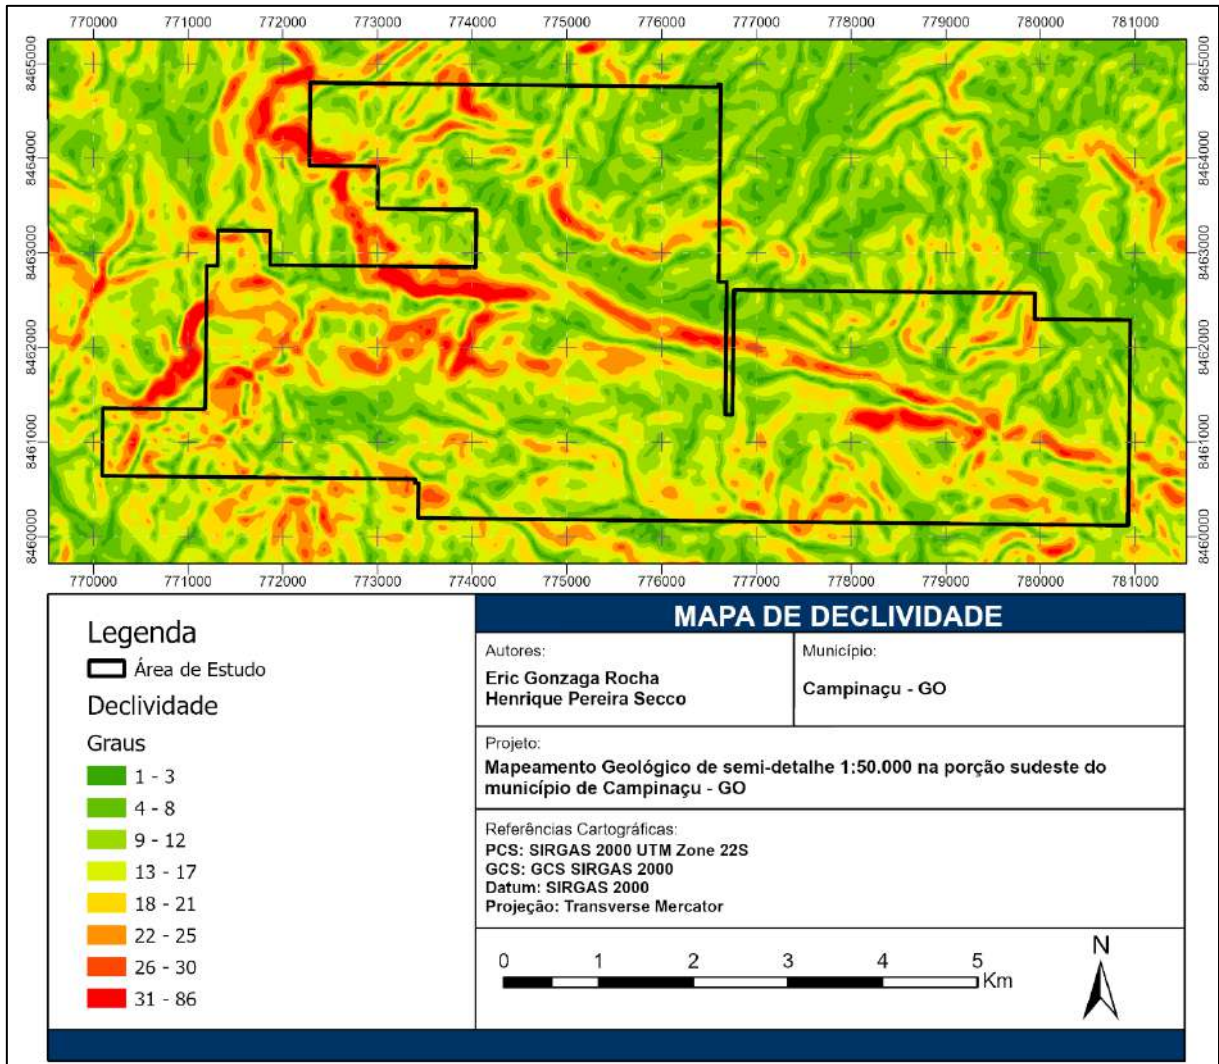 770000 771000 772000 773000 774000 775000 776000 777000 778000 779000 780000 781000
8465000
8464000
8463000
8462000
8461000
8460000
8465000
8464000
8463000
8462000
8461000
8460000
770000 771000 772000 773000 774000 775000 776000 777000 778000 779000 780000 781000
Legenda
Área de Estudo
Declividade
Graus
1 - 3
4 - 8
9 - 12
13 - 17
18 - 21
22 - 25
26 - 30
31 - 86
MAPA DE DECLIVIDADE
Autores:
Eric Gonzaga Rocha
Henrique Pereira Secco
Município:
Campinaçu - GO
Projeto:
Mapeamento Geológico de semi-detalhe 1:50.000 na porção sudeste do
município de Campinaçu - GO
Referências Cartográficas:
PCS: SIRGAS 2000 UTM Zone 22S
GCS: GCS SIRGAS 2000
Datum: SIRGAS 2000
Projeção: Transverse Mercator
0 1 2 3 4 5
Km
N